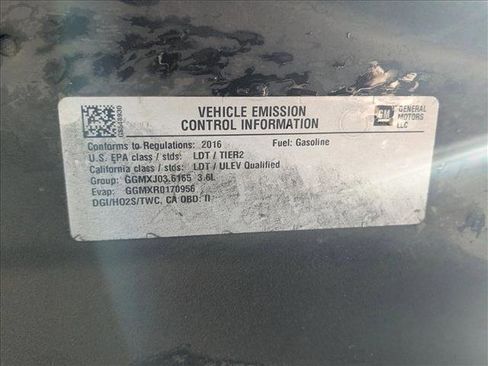 VEHICLE EMISSION
CONTROL INFORMATION
GM
GENERAL
MOTORS
LLC
Conforms to Regulations: 2016 Fuel: Gasoline
U.S. EPA class / stds: LDT / TIER2
California class / stds: LDT / ULEV Qualified
Group: GGMXJ03.6165 3.6L
Evap: GGMXR0170956
DGI/HO2S/TWC, CA OBD: II